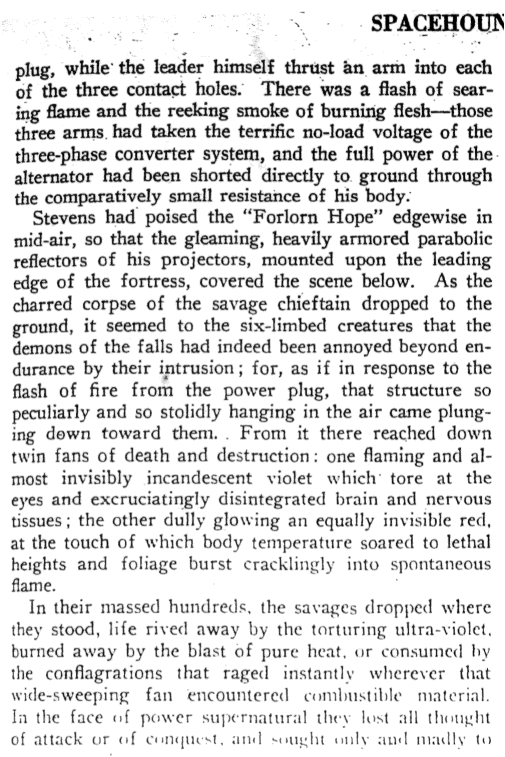 SPACEHOUN
plug, while the leader himself thrust an arm into each
of the three contact holes. There was a flash of sear-
ing flame and the reeking smoke of burning flesh—those
three arms had taken the terrific no-load voltage of the
three-phase converter system, and the full power of the
alternator had been shorted directly to ground through
the comparatively small resistance of his body.
Stevens had poised the “Forlorn Hope” edgewise in
mid-air, so that the gleaming, heavily armored parabolic
reflectors of his projectors, mounted upon the leading
edge of the fortress, covered the scene below. As the
charred corpse of the savage chieftain dropped to the
ground, it seemed to the six-limbed creatures that the
demons of the falls had indeed been annoyed beyond en-
durance by their intrusion; for, as if in response to the
flash of fire from the power plug, that structure so
peculiarly and so stolidly hanging in the air came plung-
ing down toward them. From it there reached down
twin fans of death and destruction: one flaming and al-
most invisibly incandescent violet which tore at the
eyes and excruciatingly disintegrated brain and nervous
tissues; the other dully glowing an equally invisible red,
at the touch of which body temperature soared to lethal
heights and foliage burst cracklingly into spontaneous
flame.
In their massed hundreds, the savages dropped where
they stood, life rived away by the torturing ultra-violet,
burned away by the blast of pure heat, or consumed by
the conflagrations that raged instantly wherever that
wide-sweeping fan encountered combustible material.
In the face of power supernatural they lost all thought
of attack or of conquest, and sought only and madly to